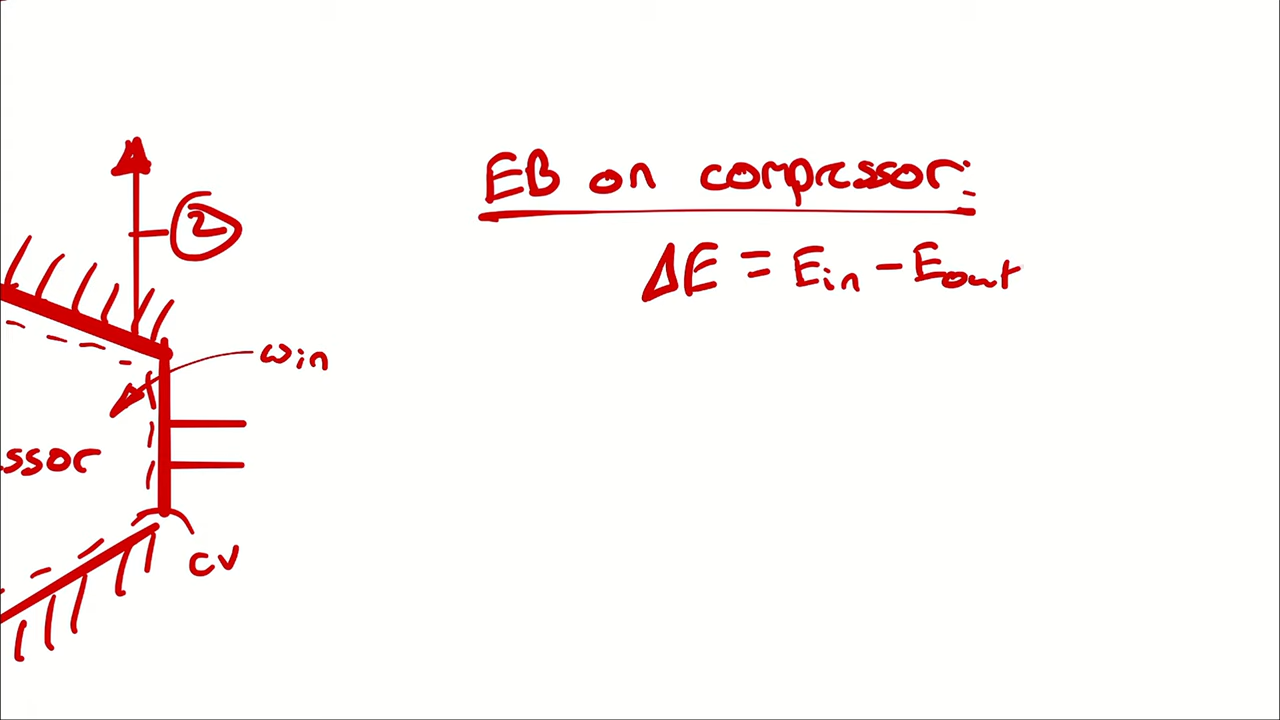 EB on compressor:
ΔE = Ein - Eout
2
win
ssor
CV